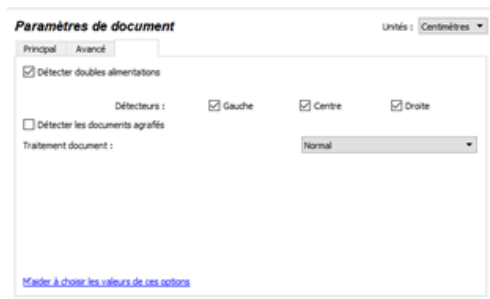 Paramètres de document
Unités : Centimètres
Principal Avancé
Détecter doubles alimentations
Détecteurs : Gauche Centre Droite
Détecter les documents agrafés
Traitement document : Normal
M'aider à choisir les valeurs de ces options